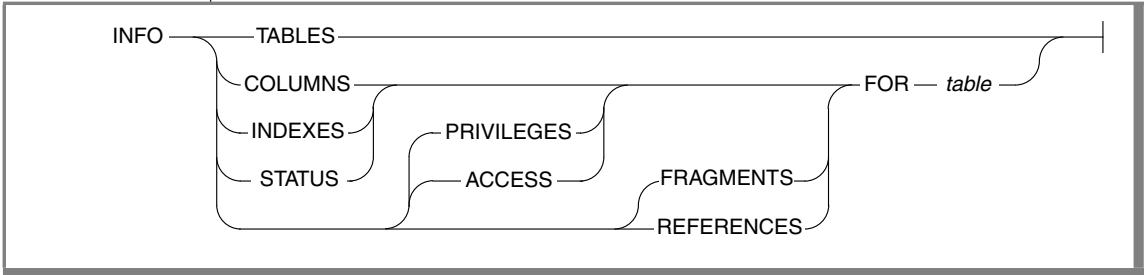 INFO TABLES
COLUMNS FOR table
INDEXES PRIVILEGES
STATUS ACCESS FRAGMENTS
REFERENCES